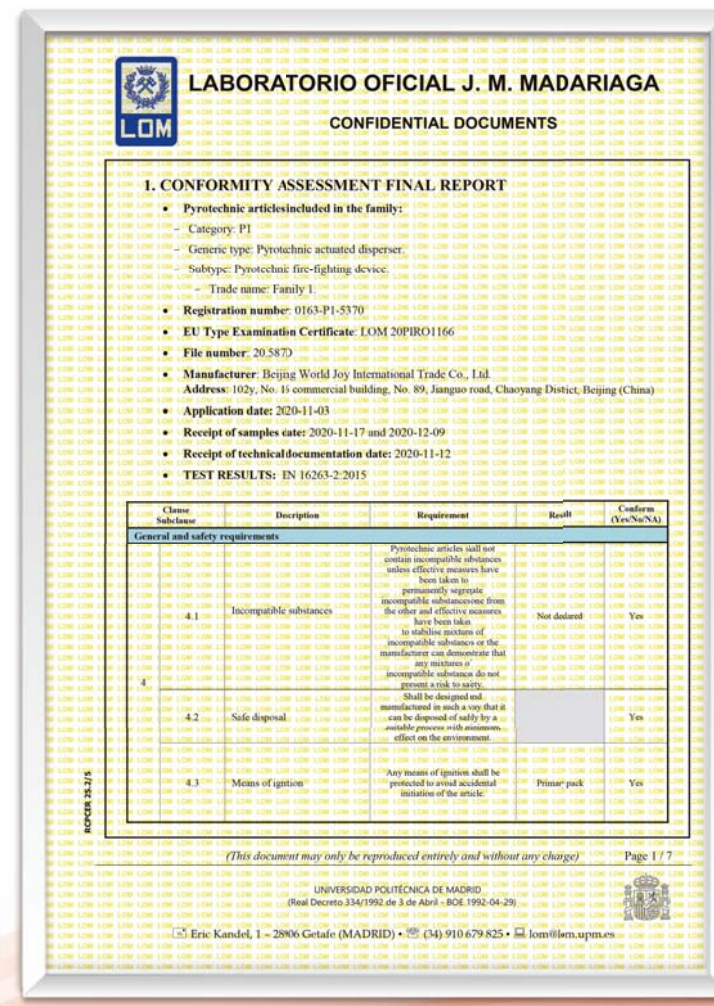 LOM
LABORATORIO OFICIAL J. M. MADARIAGA
CONFIDENTIAL DOCUMENTS
1. CONFORMITY ASSESSMENT FINAL REPORT
• Pyrotechnic articlesincluded in the family:
– Category: P1
– Generic type: Pyrotechnic actuated disperser.
– Subtype: Pyrotechnic fire-fighting device.
– Trade name: Family 1.
• Registration number: 0163-P1-5370
• EU Type Examination Certificate: LOM 20PIRO1166
• File number: 20.587D
• Manufacturer: Beijing World Joy International Trade Co., Ltd.
Address: 102y, No. 15 commercial building, No. 89, Jianguo road, Chaoyang Distict, Beijing (China)
• Application date: 2020-11-03
• Receipt of samples date: 2020-11-17 and 2020-12-09
• Receipt of technicaldocumentation date: 2020-11-12
• TEST RESULTS: EN 16263-2:2015
Clause Subclause Decription Requirement Result Conform (Yes/No/NA)
General and safety requirements
4
4.1 Incompatible substances
Pyrotechnic articles shall not
contain incompatible substances
unless effective measures have
been taken to
permanently segregate
incompatible substancesone from
the other and effective measures
have been taken
to stabilise mixtures of
incompatible substances or the
manufacturer can demonstrate that
any mixtures of
incompatible substances do not
present a risk to safety.
Not dedared Yes
4.2 Safe disposal
Shall be designed and
manufactured in such a way that it
can be disposed of safely by a
suitable process with minimum
effect on the environment.
Yes
4.3 Means of igntion
Any means of ignition shall be
protected to avoid accidental
initiation of the article.
Primary pack Yes
RCPCER 25.2/5
(This document may only be reproduced entirely and without any charge) Page 1 / 7
UNIVERSIDAD POLITÉCNICA DE MADRID
(Real Decreto 334/1992 de 3 de Abril - BOE 1992-04-29)
Eric Kandel, 1 – 28906 Getafe (MADRID) • (34) 910 679 825 • lom@lom.upm.es